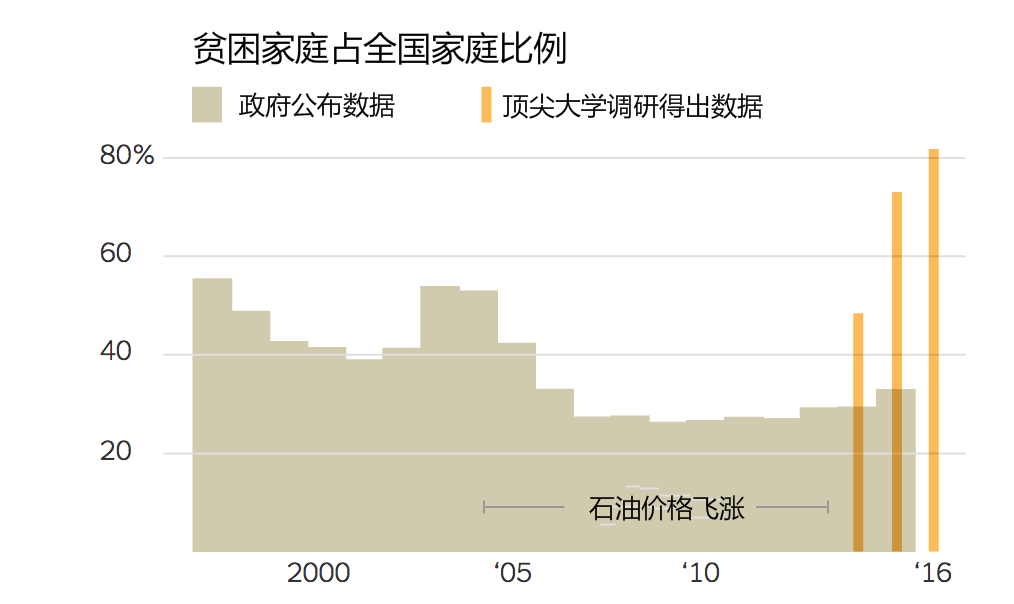 贫困家庭占全国家庭比例
政府公布数据 顶尖大学调研得出数据
80%
60
40
20
石油价格飞涨
2000 ‘05 ‘10 ‘16